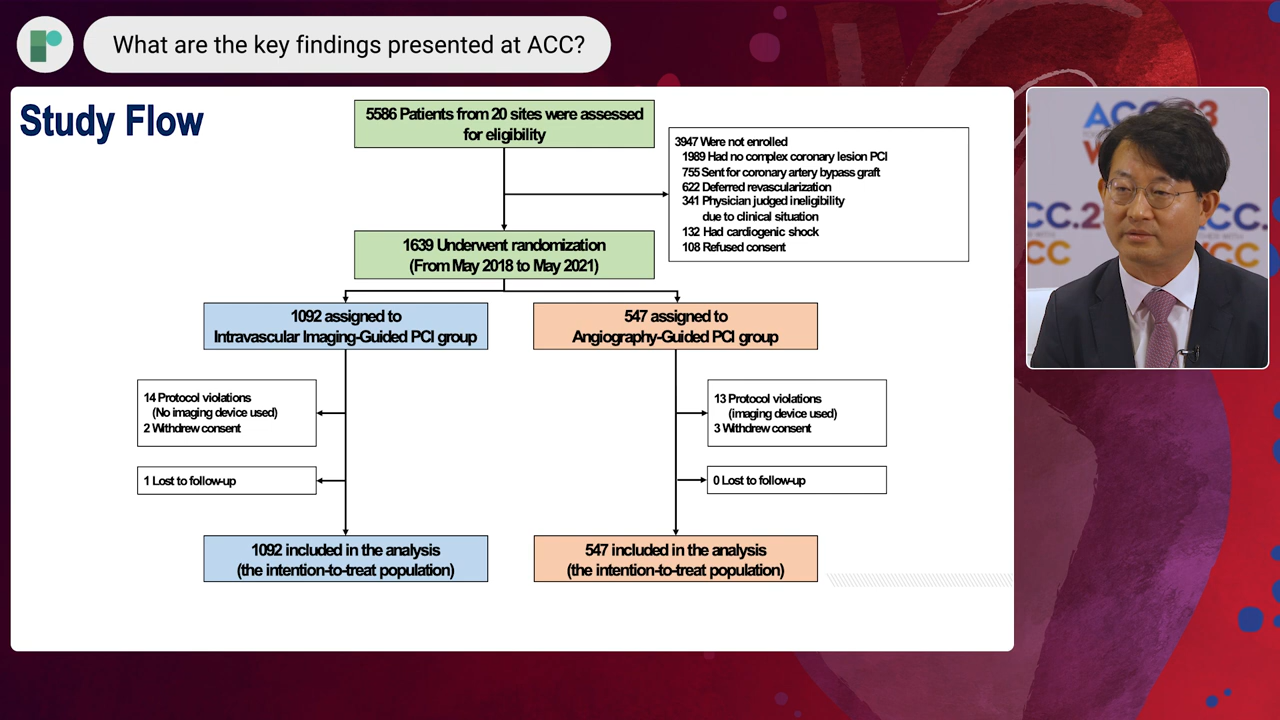 What are the key findings presented at ACC?
Study Flow
5586 Patients from 20 sites were assessed
for eligibility
3947 Were not enrolled
1989 Had no complex coronary lesion PCI
755 Sent for coronary artery bypass graft
622 Deferred revascularization
341 Physician judged ineligibility
due to clinical situation
132 Had cardiogenic shock
108 Refused consent
1639 Underwent randomization
(From May 2018 to May 2021)
1092 assigned to
Intravascular Imaging-Guided PCI group
547 assigned to
Angiography-Guided PCI group
14 Protocol violations
(No imaging device used)
2 Withdrew consent
13 Protocol violations
(imaging device used)
3 Withdrew consent
1 Lost to follow-up
0 Lost to follow-up
1092 included in the analysis
(the intention-to-treat population)
547 included in the analysis
(the intention-to-treat population)